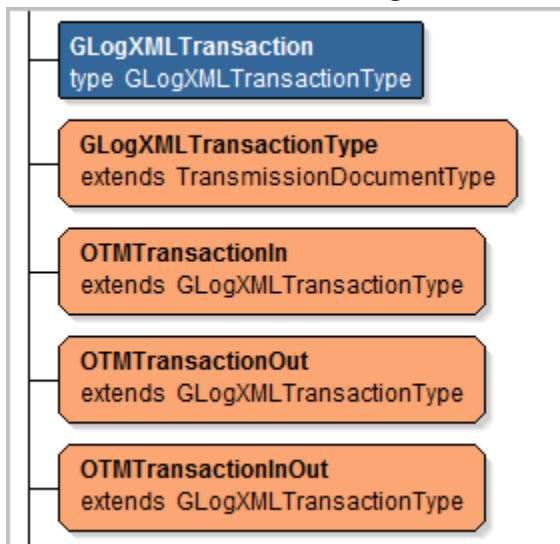 GLogXMLTransaction
type GLogXMLTransactionType
GLogXMLTransactionType
extends TransmissionDocumentType
OTMTransactionIn
extends GLogXMLTransactionType
OTMTransactionOut
extends GLogXMLTransactionType
OTMTransactionInOut
extends GLogXMLTransactionType